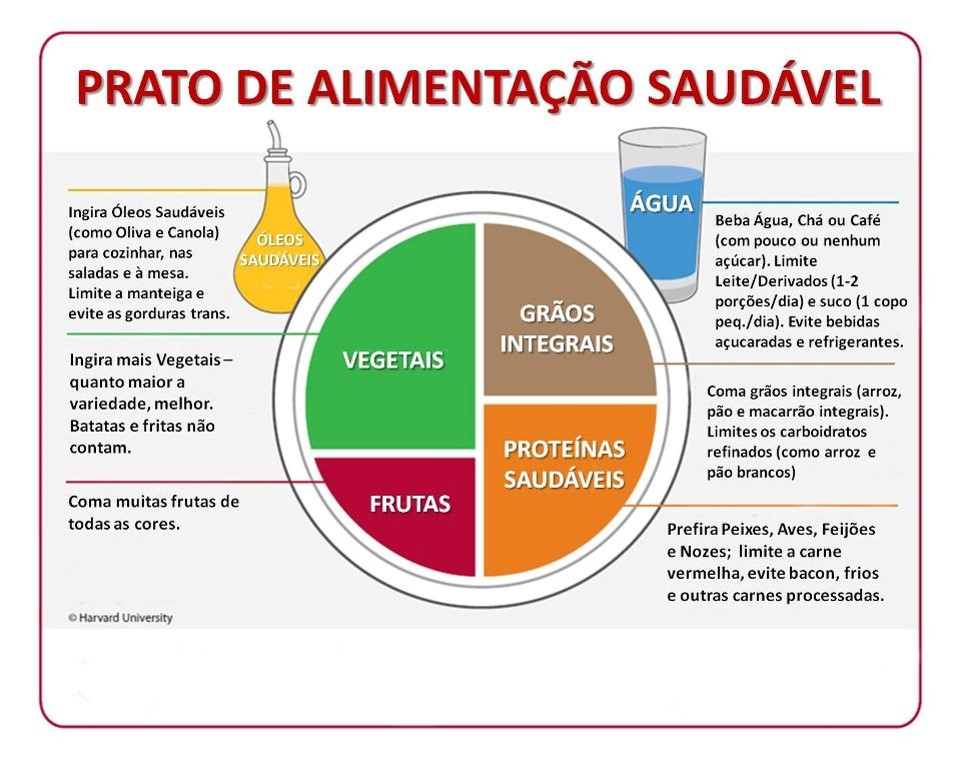 PRATO DE ALIMENTAÇÃO SAUDÁVEL
Ingira Óleos Saudáveis
(como Oliva e Canola)
para cozinhar, nas
saladas e à mesa.
Limite a manteiga e
evite as gorduras trans.
ÓLEOS
SAUDÁVEIS
ÁGUA
Beba Água, Chá ou Café
(com pouco ou nenhum
açúcar). Limite
Leite/Derivados (1-2
porções/dia) e suco (1 copo
peq./dia). Evite bebidas
açucaradas e refrigerantes.
Ingira mais Vegetais –
quanto maior a
variedade, melhor.
Batatas e fritas não
contam.
VEGETAIS
GRÃOS
INTEGRAIS
Coma grãos integrais (arroz,
pão e macarrão integrais).
Limites os carboidratos
refinados (como arroz e
pão brancos)
Coma muitas frutas de
todas as cores.
FRUTAS
PROTEÍNAS
SAUDÁVEIS
Prefira Peixes, Aves, Feijões
e Nozes; limite a carne
vermelha, evite bacon, frios
e outras carnes processadas.
© Harvard University